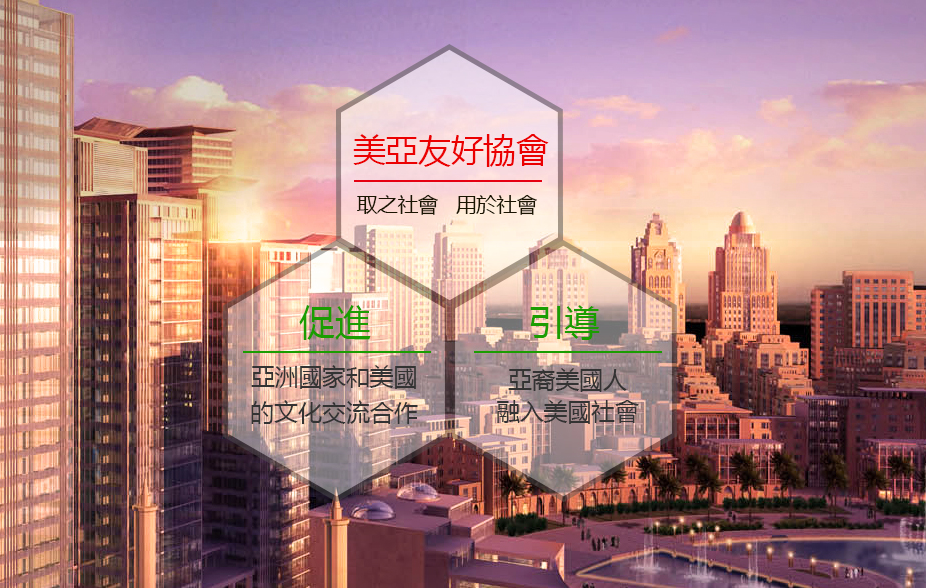 美亞友好協會
取之社會 用於社會
促進
亞洲國家和美國
的文化交流合作
引導
亞裔美國人
融入美國社會